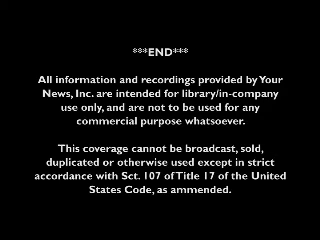 ***END***
All information and recordings provided by Your
News, Inc. are intended for library/in-company
use only, and are not to be used for any
commercial purpose whatsoever.
This coverage cannot be broadcast, sold,
duplicated or otherwise used except in strict
accordance with Sct. 107 of Title 17 of the United
States Code, as ammended.